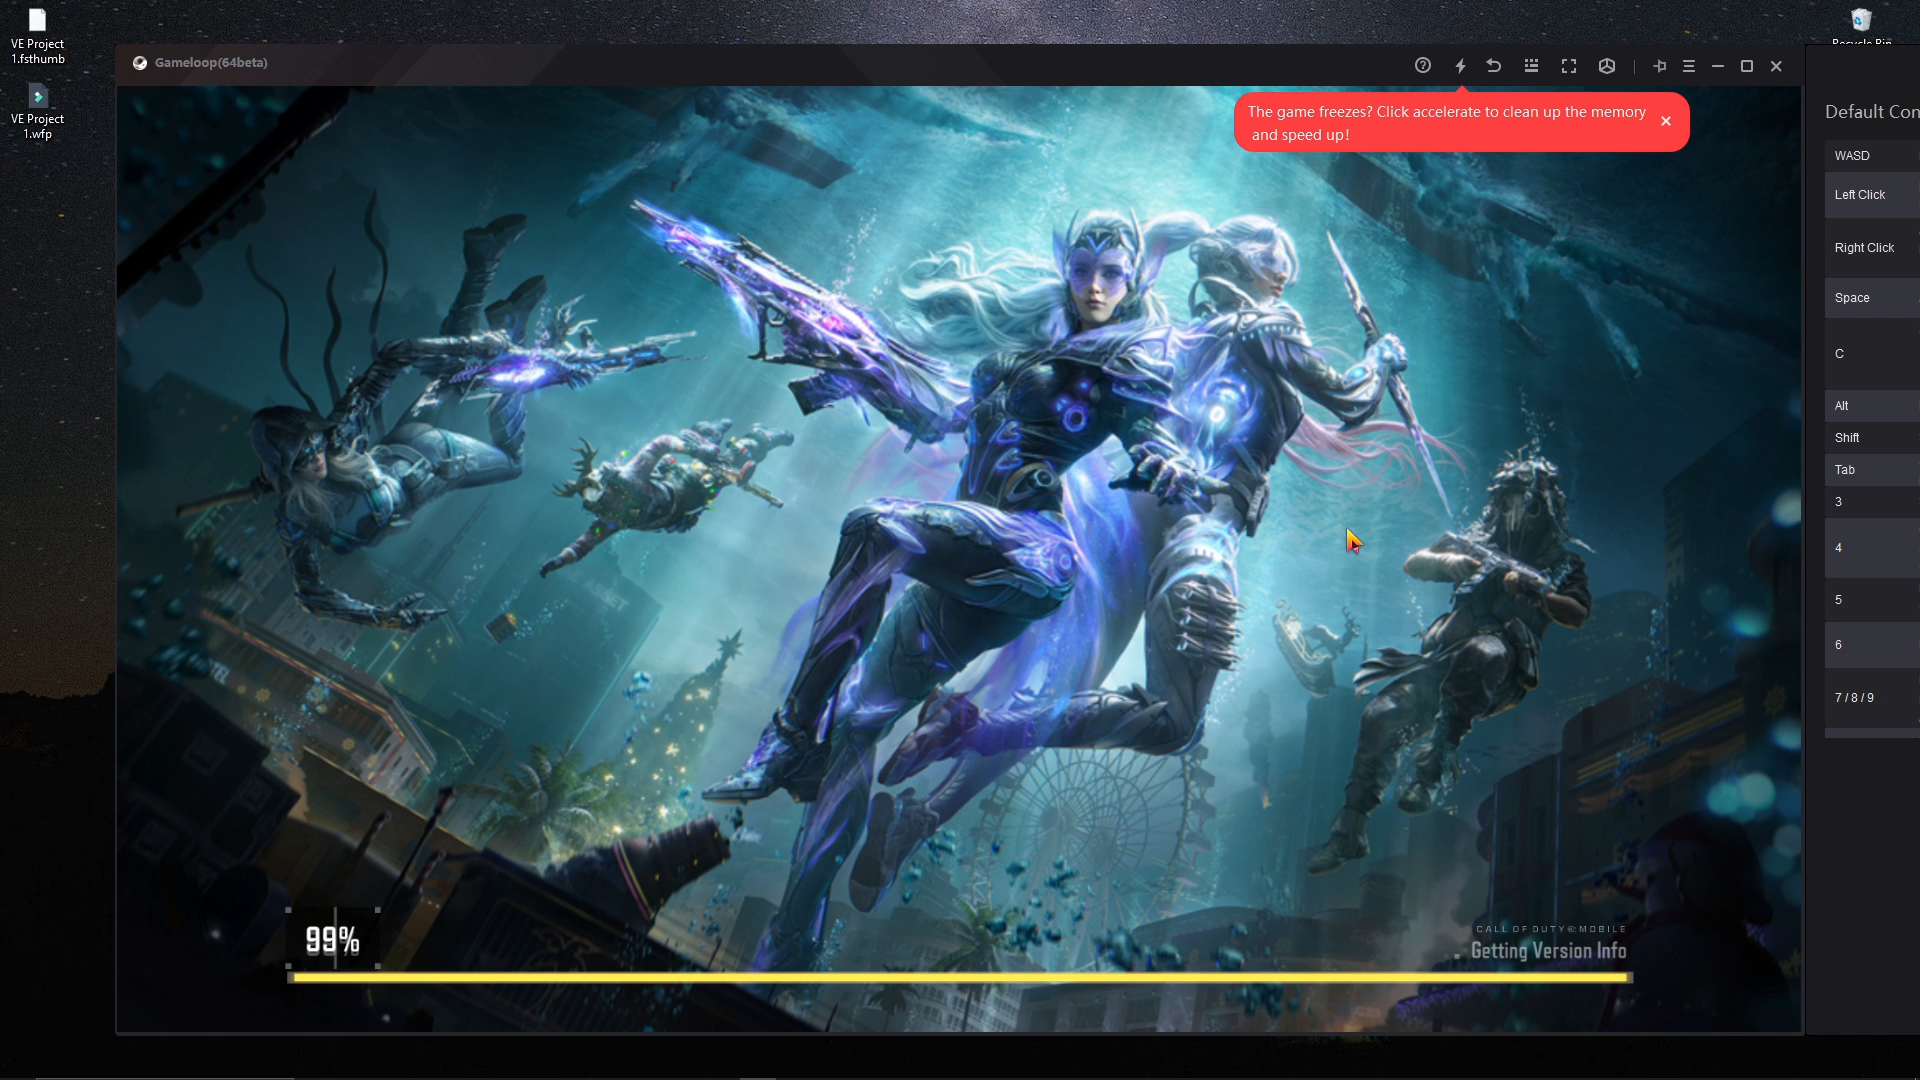 VE Project
1.fsthumb
VE Project
1.wfp
Gameloop(64beta)
The game freezes? Click accelerate to clean up the memory
and speed up!
Recycle Bin
Default Con
WASD
Left Click
Right Click
Space
C
Alt
Shift
Tab
3
4
5
6
7 / 8 / 9
99%
CALL OF DUTY®: MOBILE
Getting Version Info